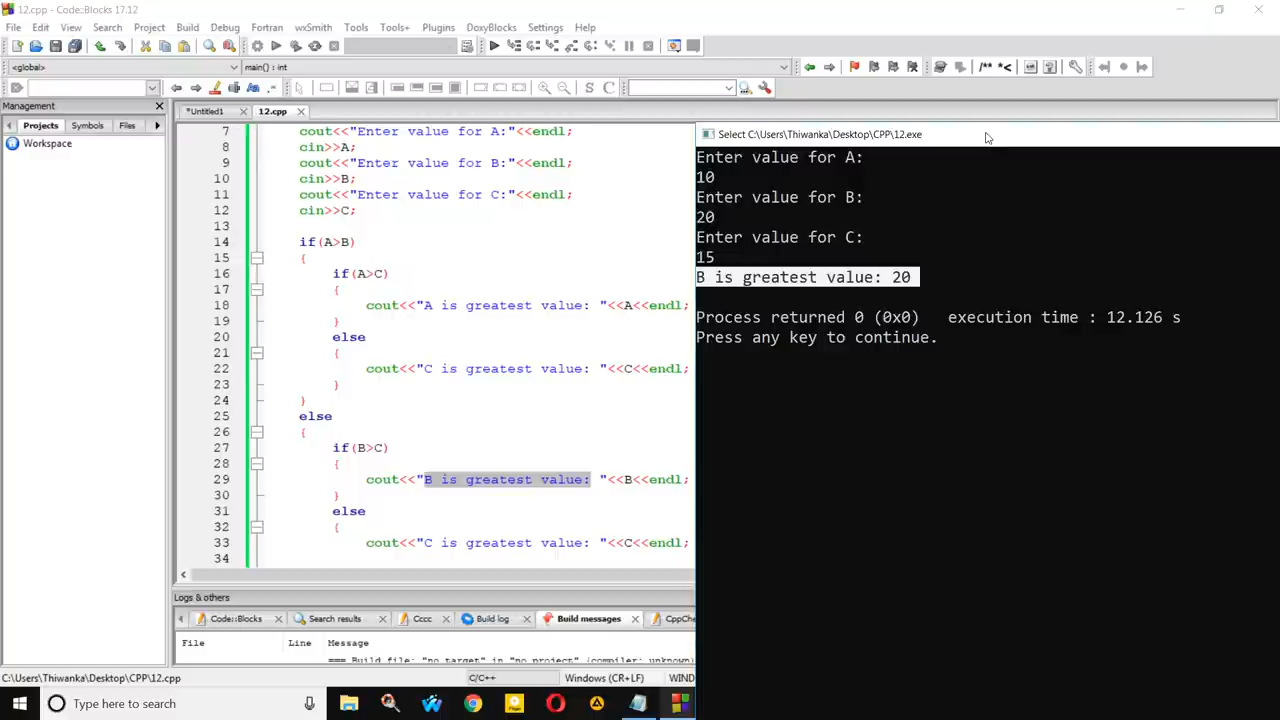 12.cpp - Code::Blocks 17.12
File Edit View Search Project Build Debug Fortran wxSmith Tools Tools+ Plugins DoxyBlocks Settings Help
<global> main() : int
Management
Projects Symbols Files
Workspace
*Untitled1 12.cpp
7 cout<<"Enter value for A:"<<endl;
8 cin>>A;
9 cout<<"Enter value for B:"<<endl;
10 cin>>B;
11 cout<<"Enter value for C:"<<endl;
12 cin>>C;
13
14 if(A>B)
15 {
16 if(A>C)
17 {
18 cout<<"A is greatest value: "<<A<<endl;
19 }
20 else
21 {
22 cout<<"C is greatest value: "<<C<<endl;
23 }
24 }
25 else
26 {
27 if(B>C)
28 {
29 cout<<"B is greatest value: "<<B<<endl;
30 }
31 else
32 {
33 cout<<"C is greatest value: "<<C<<endl;
34
Select C:\Users\Thiwanka\Desktop\CPP\12.exe
Enter value for A:
10
Enter value for B:
20
Enter value for C:
15
B is greatest value: 20
Process returned 0 (0x0) execution time : 12.126 s
Press any key to continue.
Logs & others
Code::Blocks Search results Cccc Build log Build messages CppChe
File Line Message
=== Build file: "no target" in "no project" (compiler: unknown)
C:\Users\Thiwanka\Desktop\CPP\12.cpp C/C++ Windows (CR+LF) WIND
Type here to search